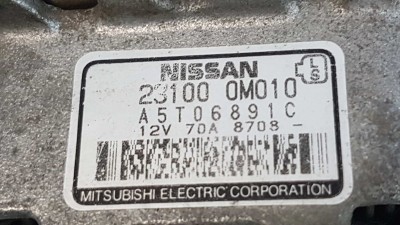 NISSAN
L
S
23100 0M010
A5T06891C
12V 70A 8708 -
MITSUBISHI ELECTRIC CORPORATION